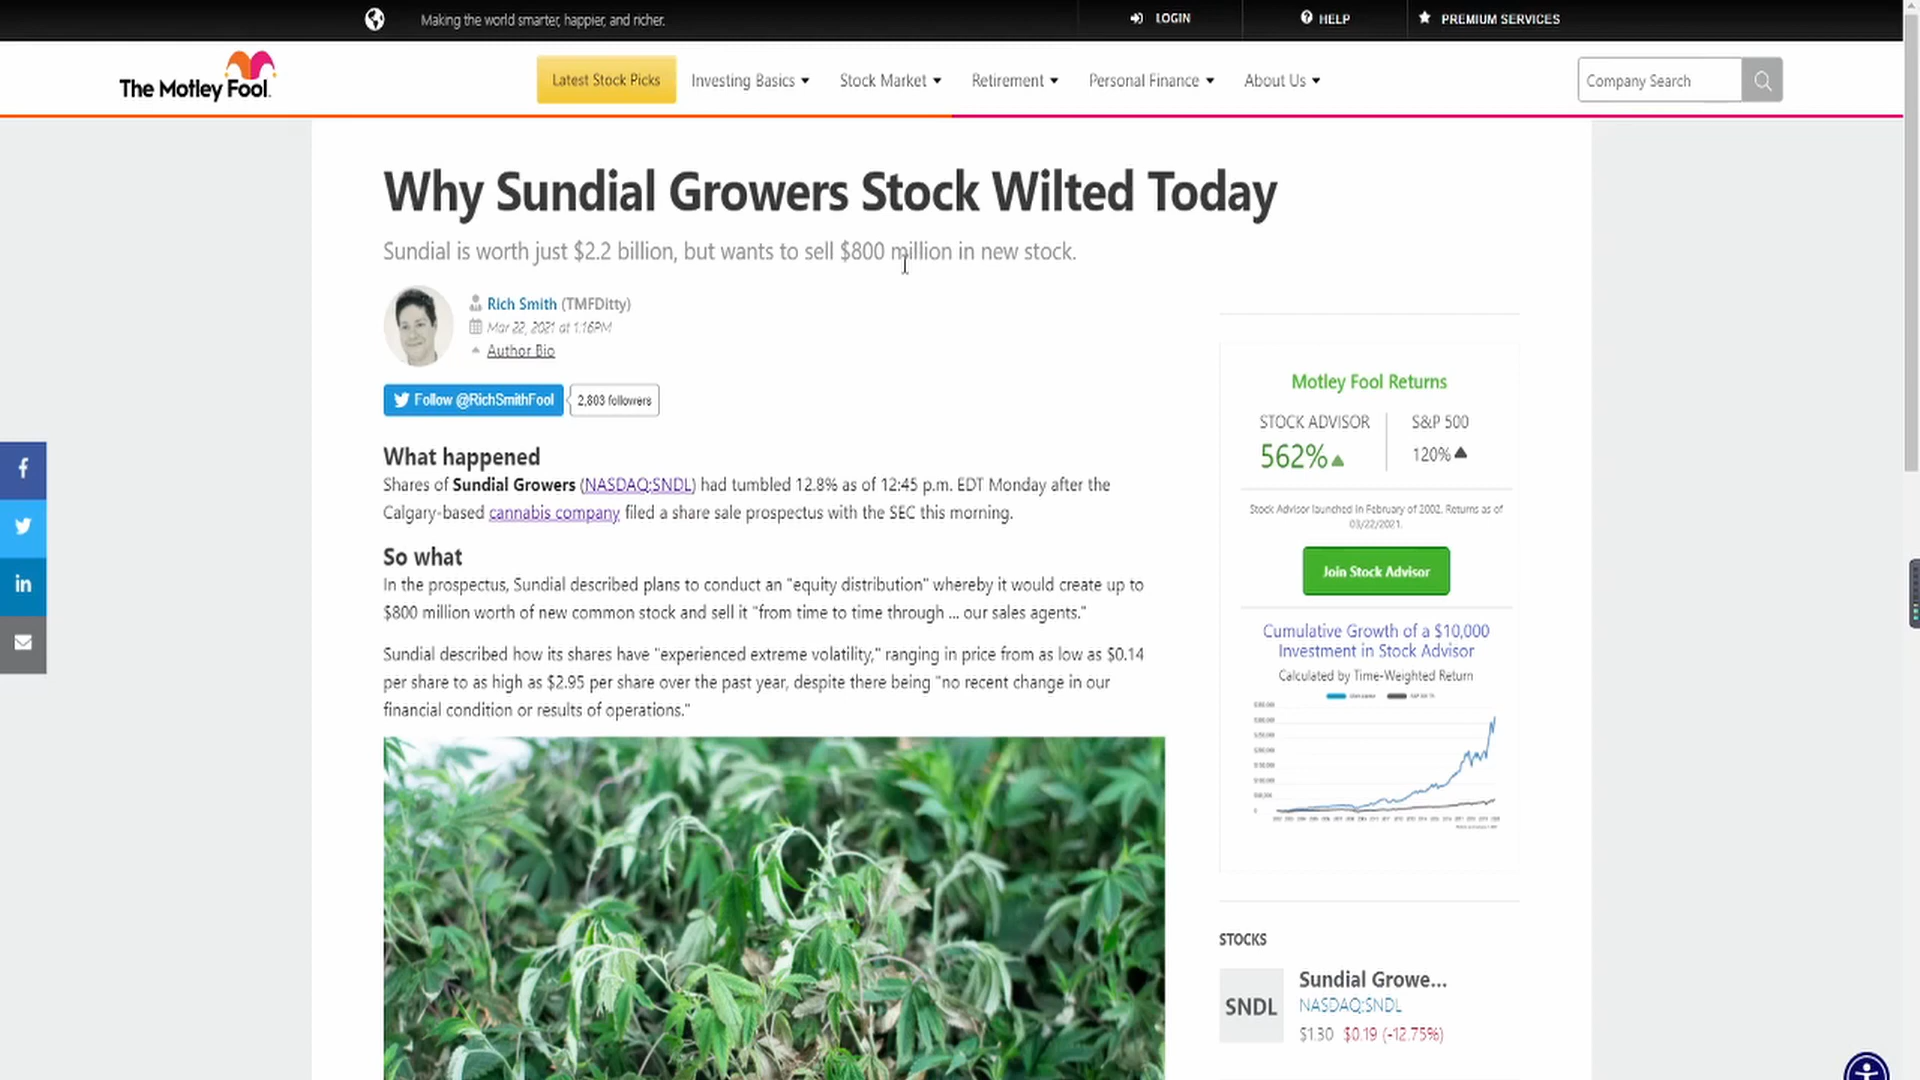 Making the world smarter, happier, and richer.
LOGIN
HELP
PREMIUM SERVICES
The Motley Fool.
Latest Stock Picks
Investing Basics
Stock Market
Retirement
Personal Finance
About Us
Company Search
Why Sundial Growers Stock Wilted Today
Sundial is worth just $2.2 billion, but wants to sell $800 million in new stock.
Rich Smith (TMFDitty)
Mar 22, 2021 at 1:16PM
Author Bio
Follow @RichSmithFool
2,803 followers
What happened
Shares of Sundial Growers (NASDAQ:SNDL) had tumbled 12.8% as of 12:45 p.m. EDT Monday after the
Calgary-based cannabis company filed a share sale prospectus with the SEC this morning.
So what
In the prospectus, Sundial described plans to conduct an "equity distribution" whereby it would create up to
$800 million worth of new common stock and sell it "from time to time through ... our sales agents."
Sundial described how its shares have "experienced extreme volatility," ranging in price from as low as $0.14
per share to as high as $2.95 per share over the past year, despite there being "no recent change in our
financial condition or results of operations."
Motley Fool Returns
STOCK ADVISOR
S&P 500
562%
120%
Stock Advisor launched in February of 2002. Returns as of
03/22/2021.
Join Stock Advisor
Cumulative Growth of a $10,000
Investment in Stock Advisor
Calculated by Time-Weighted Return
STOCKS
SNDL
Sundial Growe...
NASDAQ:SNDL
$1.30 $0.19 (-12.75%)